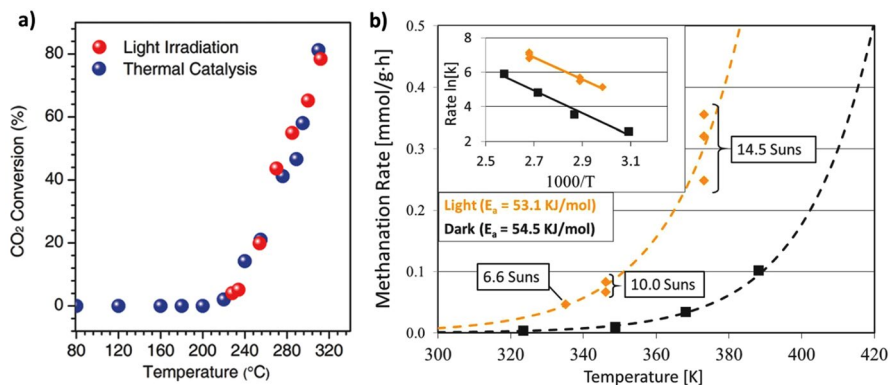 a)
Light Irradiation
Thermal Catalysis
CO₂ Conversion (%)
80
60
40
20
0
80 120 160 200 240 280 320
Temperature (°C)
b)
Methanation Rate [mmol/g·h]
0.5
0.4
0.3
0.2
0.1
0.0
Rate ln[k]
8
6
4
2
2.5 2.7 2.9 3.1
1000/T
14.5 Suns
Light (Eₐ = 53.1 KJ/mol)
Dark (Eₐ = 54.5 KJ/mol)
6.6 Suns
10.0 Suns
300 320 340 360 380 400 420
Temperature [K]